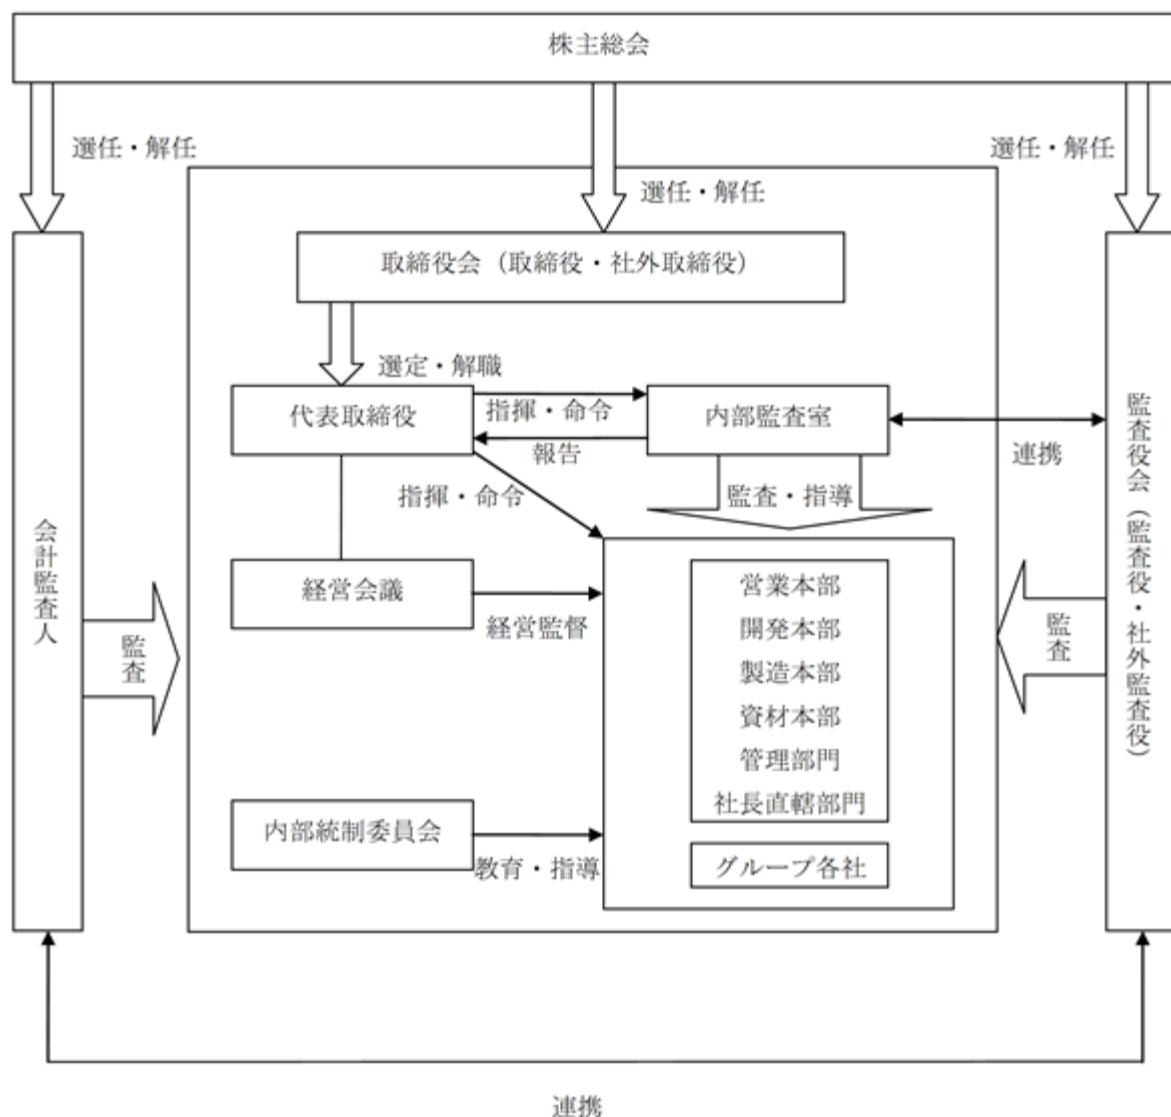 株主総会
選任・解任
選任・解任
選任・解任
取締役会（取締役・社外取締役）
選定・解職
代表取締役
指揮・命令
内部監査室
報告
連携
指揮・命令
監査・指導
会計監査人
監査役会（監査役・社外監査役）
経営会議
経営監督
監査
監査
営業本部
開発本部
製造本部
資材本部
管理部門
社長直轄部門
内部統制委員会
教育・指導
グループ各社
連携